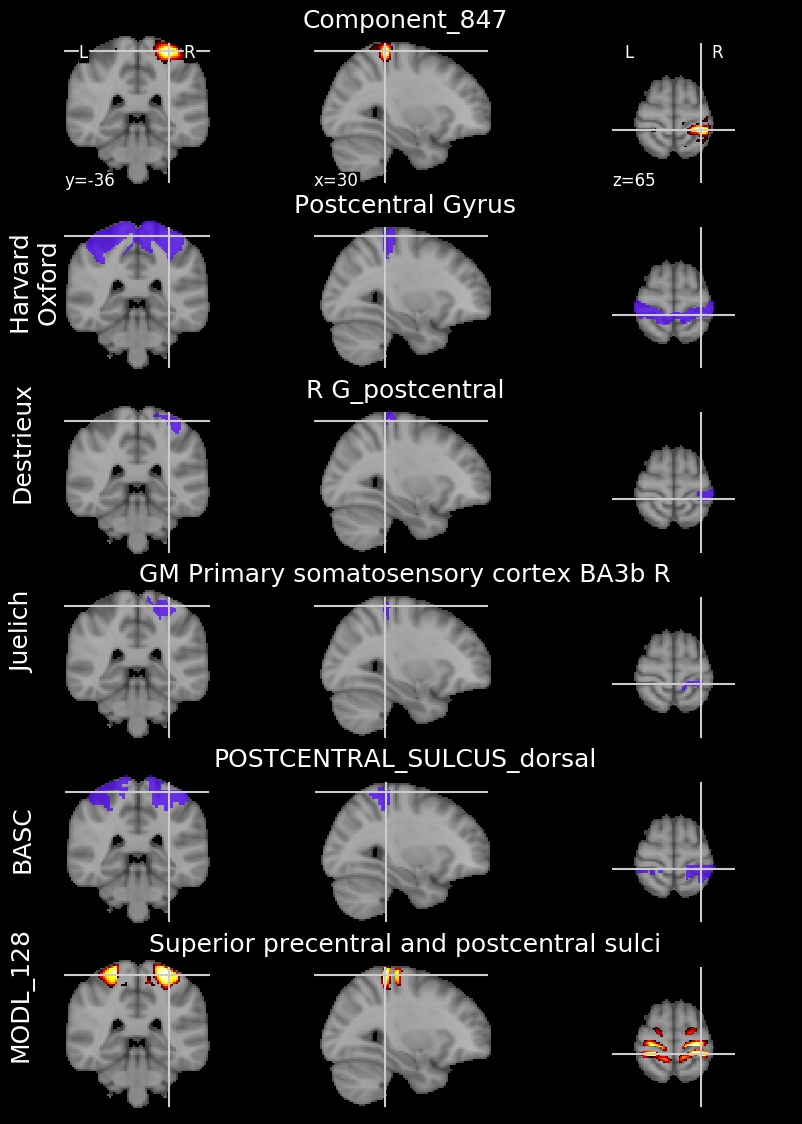 Component_847
L R
L R
y=-36
x=30
z=65
Postcentral Gyrus
Harvard
Oxford
R G_postcentral
Destrieux
GM Primary somatosensory cortex BA3b R
Juelich
POSTCENTRAL_SULCUS_dorsal
BASC
Superior precentral and postcentral sulci
MODL_128